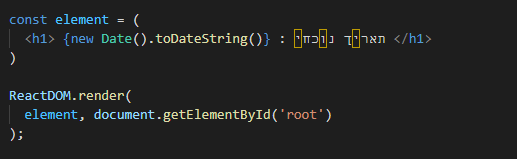 const element = (
<h1> {new Date().toDateString()} : תאריך נוכחי </h1>
)
ReactDOM.render(
element, document.getElementById('root')
);